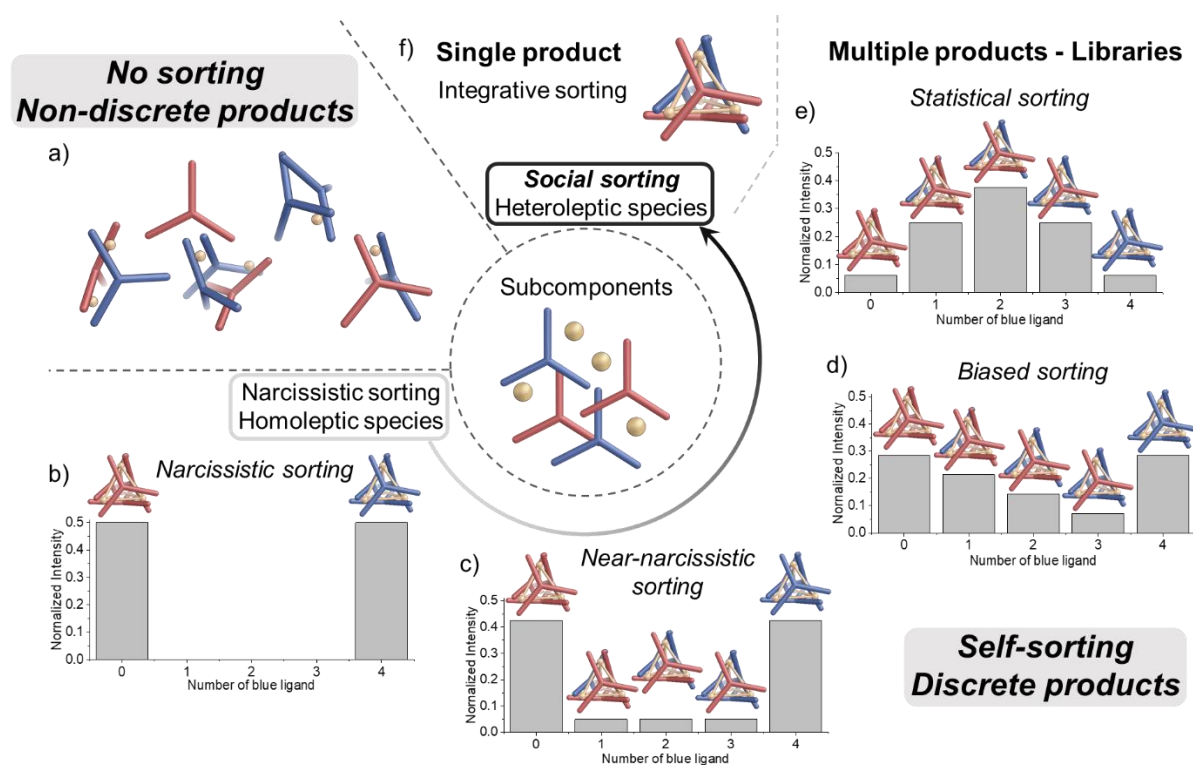 No sorting
Non-discrete products
a)
f)
Single product
Integrative sorting
Multiple products - Libraries
Statistical sorting
e)
Normalized Intensity
0.5
0.4
0.3
0.2
0.1
0.0
0 1 2 3 4
Number of blue ligand
Social sorting
Heteroleptic species
Subcomponents
Narcissistic sorting
Homoleptic species
d)
Biased sorting
Normalized Intensity
0.5
0.4
0.3
0.2
0.1
0.0
0 1 2 3 4
Number of blue ligand
b)
Narcissistic sorting
Normalized Intensity
0.5
0.4
0.3
0.2
0.1
0.0
0 1 2 3 4
Number of blue ligand
c)
Near-narcissistic
sorting
Normalized Intensity
0.5
0.4
0.3
0.2
0.1
0.0
0 1 2 3 4
Number of blue ligand
Self-sorting
Discrete products